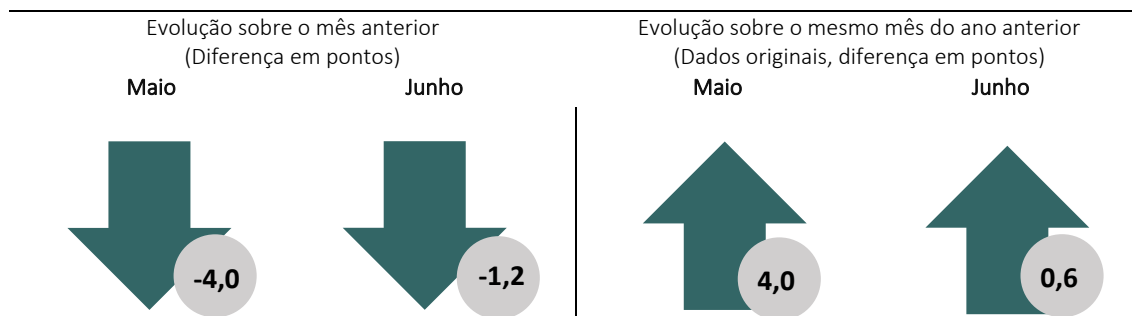 Evolução sobre o mês anterior
(Diferença em pontos)
Maio Junho
-4,0 -1,2
Evolução sobre o mesmo mês do ano anterior
(Dados originais, diferença em pontos)
Maio Junho
4,0 0,6